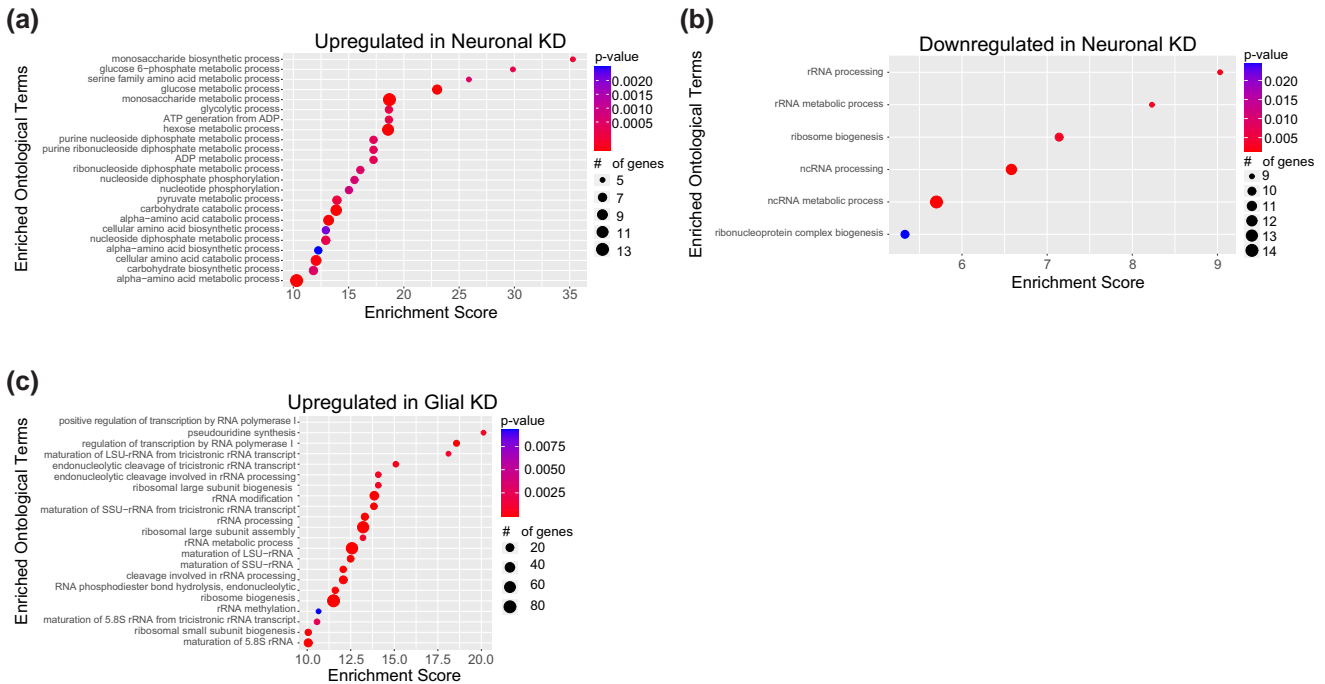 (a)
Upregulated in Neuronal KD
Enriched Ontological Terms
monosaccharide biosynthetic process
glucose 6−phosphate metabolic process
serine family amino acid metabolic process
glucose metabolic process
monosaccharide metabolic process
glycolytic process
ATP generation from ADP
hexose metabolic process
purine nucleoside diphosphate metabolic process
purine ribonucleoside diphosphate metabolic process
ADP metabolic process
ribonucleoside diphosphate metabolic process
nucleoside diphosphate phosphorylation
nucleotide phosphorylation
pyruvate metabolic process
carbohydrate catabolic process
alpha−amino acid catabolic process
cellular amino acid biosynthetic process
nucleoside diphosphate metabolic process
alpha−amino acid biosynthetic process
cellular amino acid catabolic process
carbohydrate biosynthetic process
alpha−amino acid metabolic process
10 15 20 25 30 35
Enrichment Score
p-value
0.0020
0.0015
0.0010
0.0005
# of genes
5
7
9
11
13
(b)
Downregulated in Neuronal KD
Enriched Ontological Terms
rRNA processing
rRNA metabolic process
ribosome biogenesis
ncRNA processing
ncRNA metabolic process
ribonucleoprotein complex biogenesis
6 7 8 9
Enrichment Score
p-value
0.020
0.015
0.010
0.005
# of genes
9
10
11
12
13
14
(c)
Upregulated in Glial KD
Enriched Ontological Terms
positive regulation of transcription by RNA polymerase I
pseudouridine synthesis
regulation of transcription by RNA polymerase I
maturation of LSU−rRNA from tricistronic rRNA transcript
endonucleolytic cleavage of tricistronic rRNA transcript
endonucleolytic cleavage involved in rRNA processing
ribosomal large subunit biogenesis
rRNA modification
maturation of SSU−rRNA from tricistronic rRNA transcript
rRNA processing
ribosomal large subunit assembly
rRNA metabolic process
maturation of LSU−rRNA
maturation of SSU−rRNA
cleavage involved in rRNA processing
RNA phosphodiester bond hydrolysis, endonucleolytic
ribosome biogenesis
rRNA methylation
maturation of 5.8S rRNA from tricistronic rRNA transcript
ribosomal small subunit biogenesis
maturation of 5.8S rRNA
10.0 12.5 15.0 17.5 20.0
Enrichment Score
p-value
0.0075
0.0050
0.0025
# of genes
20
40
60
80